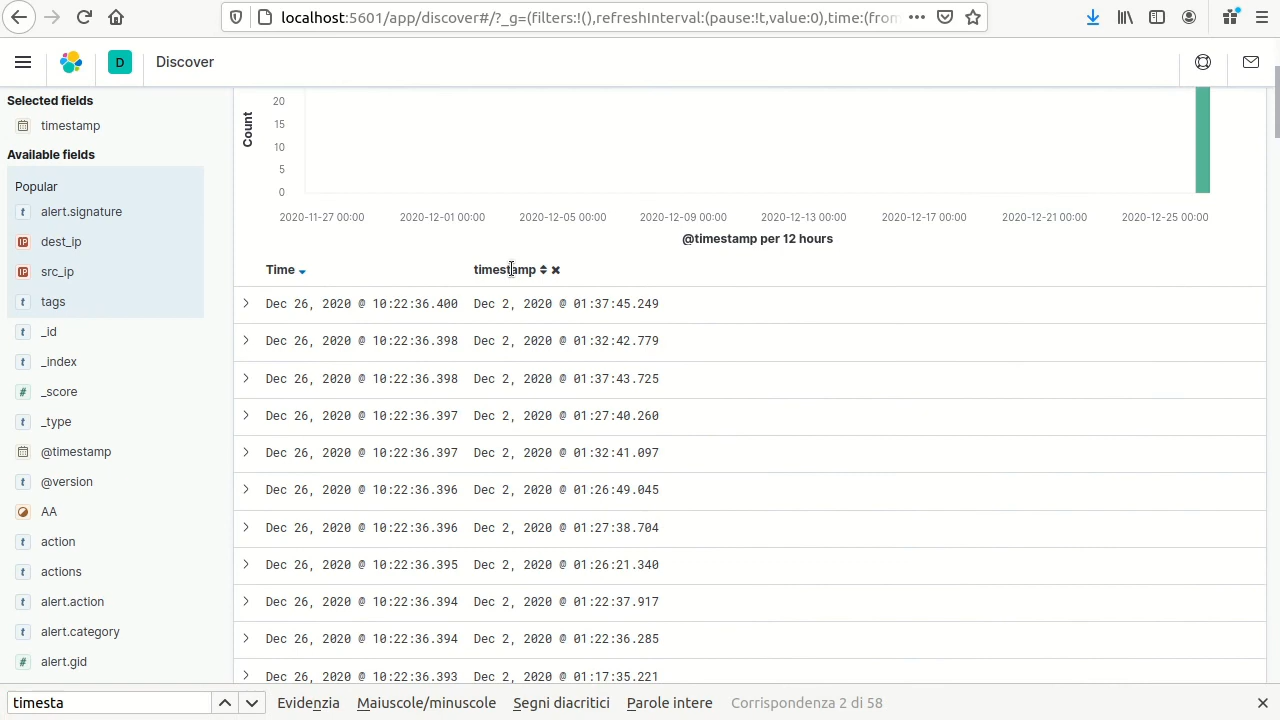 localhost:5601/app/discover#/?_g=(filters:!(),refreshInterval:(pause:!t,value:0),time:(from
D
Discover
Selected fields
timestamp
Available fields
Popular
t alert.signature
IP dest_ip
IP src_ip
t tags
t _id
t _index
# _score
t _type
@timestamp
t @version
AA
t action
t actions
t alert.action
t alert.category
# alert.gid
Count
20
15
10
5
0
2020-11-27 00:00 2020-12-01 00:00 2020-12-05 00:00 2020-12-09 00:00 2020-12-13 00:00 2020-12-17 00:00 2020-12-21 00:00 2020-12-25 00:00
@timestamp per 12 hours
Time timestamp
Dec 26, 2020 @ 10:22:36.400 Dec 2, 2020 @ 01:37:45.249
Dec 26, 2020 @ 10:22:36.398 Dec 2, 2020 @ 01:32:42.779
Dec 26, 2020 @ 10:22:36.398 Dec 2, 2020 @ 01:37:43.725
Dec 26, 2020 @ 10:22:36.397 Dec 2, 2020 @ 01:27:40.260
Dec 26, 2020 @ 10:22:36.397 Dec 2, 2020 @ 01:32:41.097
Dec 26, 2020 @ 10:22:36.396 Dec 2, 2020 @ 01:26:49.045
Dec 26, 2020 @ 10:22:36.396 Dec 2, 2020 @ 01:27:38.704
Dec 26, 2020 @ 10:22:36.395 Dec 2, 2020 @ 01:26:21.340
Dec 26, 2020 @ 10:22:36.394 Dec 2, 2020 @ 01:22:37.917
Dec 26, 2020 @ 10:22:36.394 Dec 2, 2020 @ 01:22:36.285
Dec 26, 2020 @ 10:22:36.393 Dec 2, 2020 @ 01:17:35.221
timesta Evidenzia Maiuscole/minuscole Segni diacritici Parole intere Corrispondenza 2 di 58